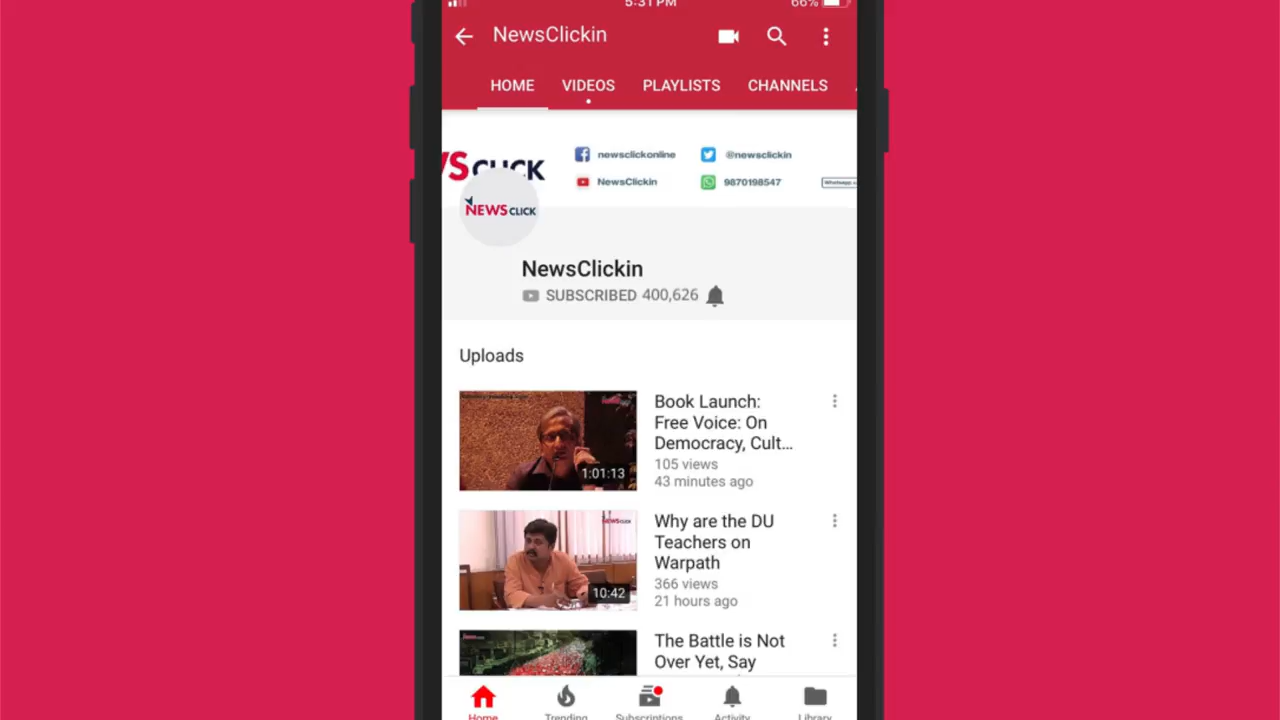 5:31 PM
66%
NewsClickin
HOME VIDEOS PLAYLISTS CHANNELS
WS CLICK
newsclickonline @newsclickin
NewsClickin 9870198547
NEWS CLICK
NewsClickin
SUBSCRIBED 400,626
Uploads
Book Launch:
Free Voice: On
Democracy, Cult...
105 views
43 minutes ago
1:01:13
Why are the DU
Teachers on
Warpath
366 views
21 hours ago
NEWSCLICK
10:42
The Battle is Not
Over Yet, Say
Home Trending Subscriptions Activity Library